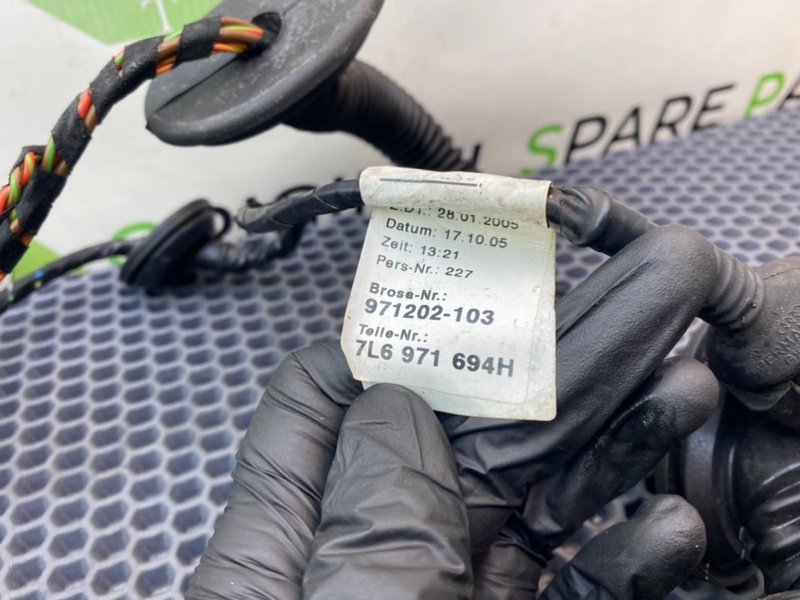 SPARE P
Z.Dt.: 28.01.2005
Datum: 17.10.05
Zeit: 13:21
Pers-Nr.: 227
Brose-Nr.:
971202-103
Teile-Nr.:
7L6 971 694H